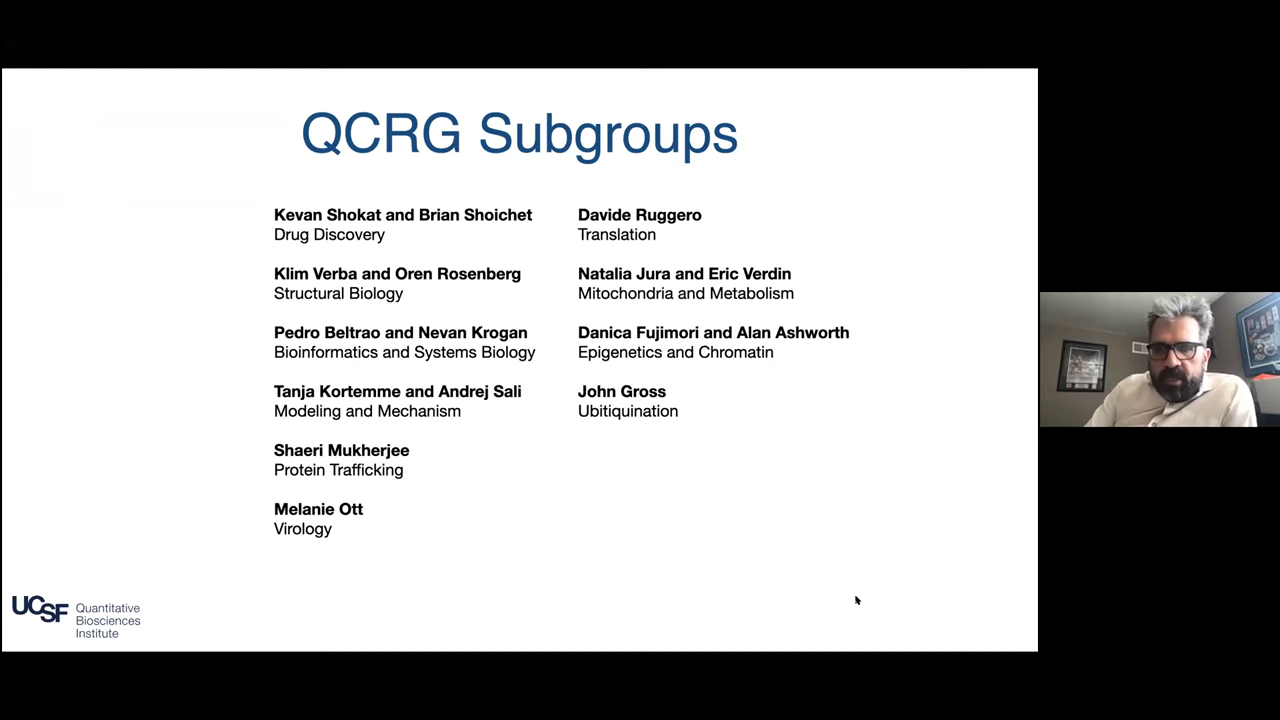 QCRG Subgroups
Kevan Shokat and Brian Shoichet
Drug Discovery
Klim Verba and Oren Rosenberg
Structural Biology
Pedro Beltrao and Nevan Krogan
Bioinformatics and Systems Biology
Tanja Kortemme and Andrej Sali
Modeling and Mechanism
Shaeri Mukherjee
Protein Trafficking
Melanie Ott
Virology
Davide Ruggero
Translation
Natalia Jura and Eric Verdin
Mitochondria and Metabolism
Danica Fujimori and Alan Ashworth
Epigenetics and Chromatin
John Gross
Ubitiquination
UCSF
Quantitative
Biosciences
Institute